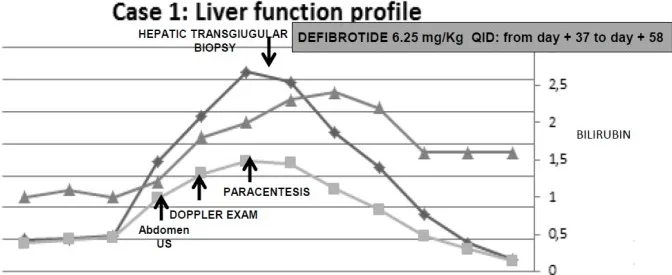 Case 1: Liver function profile
HEPATIC TRANSGIUGULAR
BIOPSY
DEFIBROTIDE 6.25 mg/Kg QID: from day + 37 to day + 58
2,5
2
BILIRUBIN
1,5
PARACENTESIS
1
DOPPLER EXAM
Abdomen
US
0,5
0